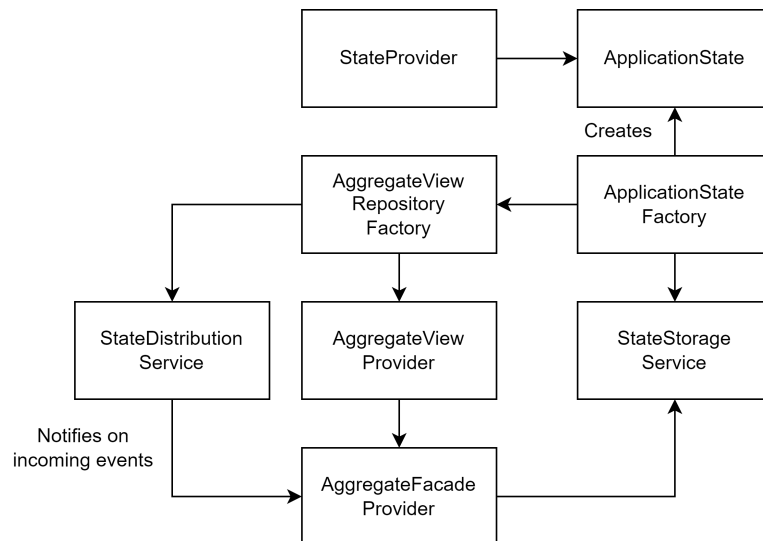 StateProvider
ApplicationState
Creates
AggregateView
Repository
Factory
ApplicationState
Factory
StateDistribution
Service
AggregateView
Provider
StateStorage
Service
Notifies on
incoming events
AggregateFacade
Provider